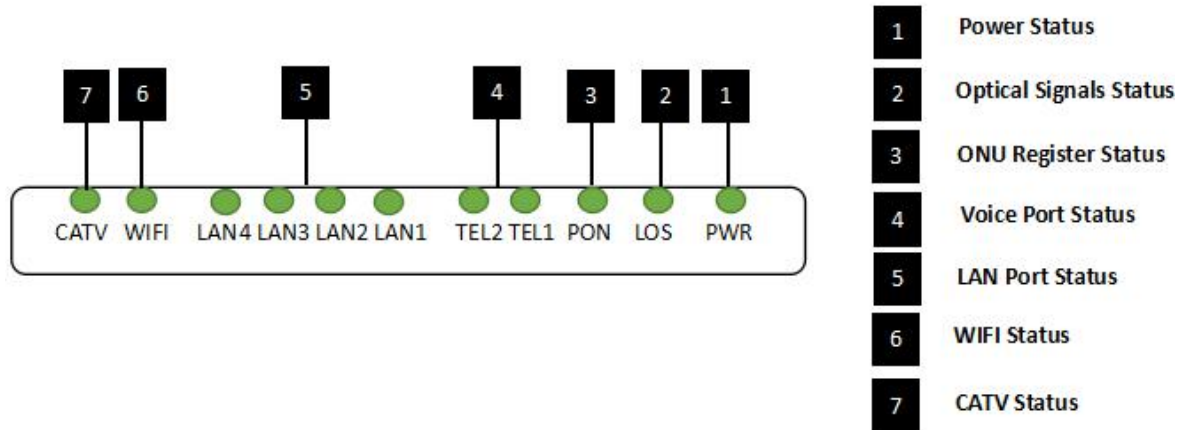 7 6 5 4 3 2 1
CATV WIFI LAN4 LAN3 LAN2 LAN1 TEL2 TEL1 PON LOS PWR
1 Power Status
2 Optical Signals Status
3 ONU Register Status
4 Voice Port Status
5 LAN Port Status
6 WIFI Status
7 CATV Status